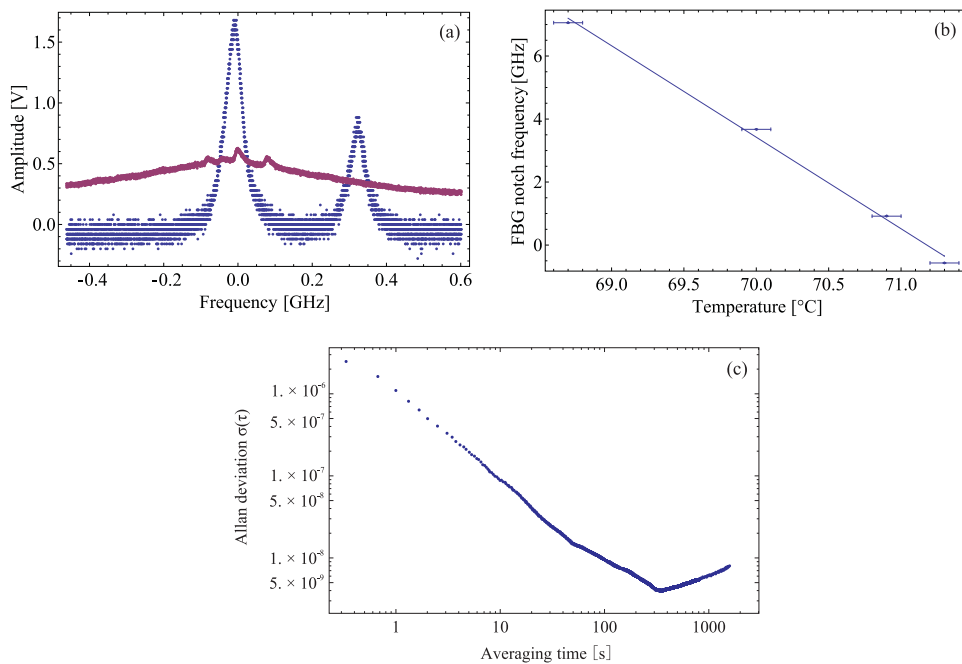 (a)
1.5
1.0
0.5
0.0
Amplitude [V]
-0.4 -0.2 0.0 0.2 0.4 0.6
Frequency [GHz]
(b)
6
4
2
0
FBG notch frequency [GHz]
69.0 69.5 70.0 70.5 71.0
Temperature [°C]
(c)
1. × 10⁻⁶
5. × 10⁻⁷
1. × 10⁻⁷
5. × 10⁻⁸
1. × 10⁻⁸
5. × 10⁻⁹
Allan deviation σ(τ)
1 10 100 1000
Averaging time [s]